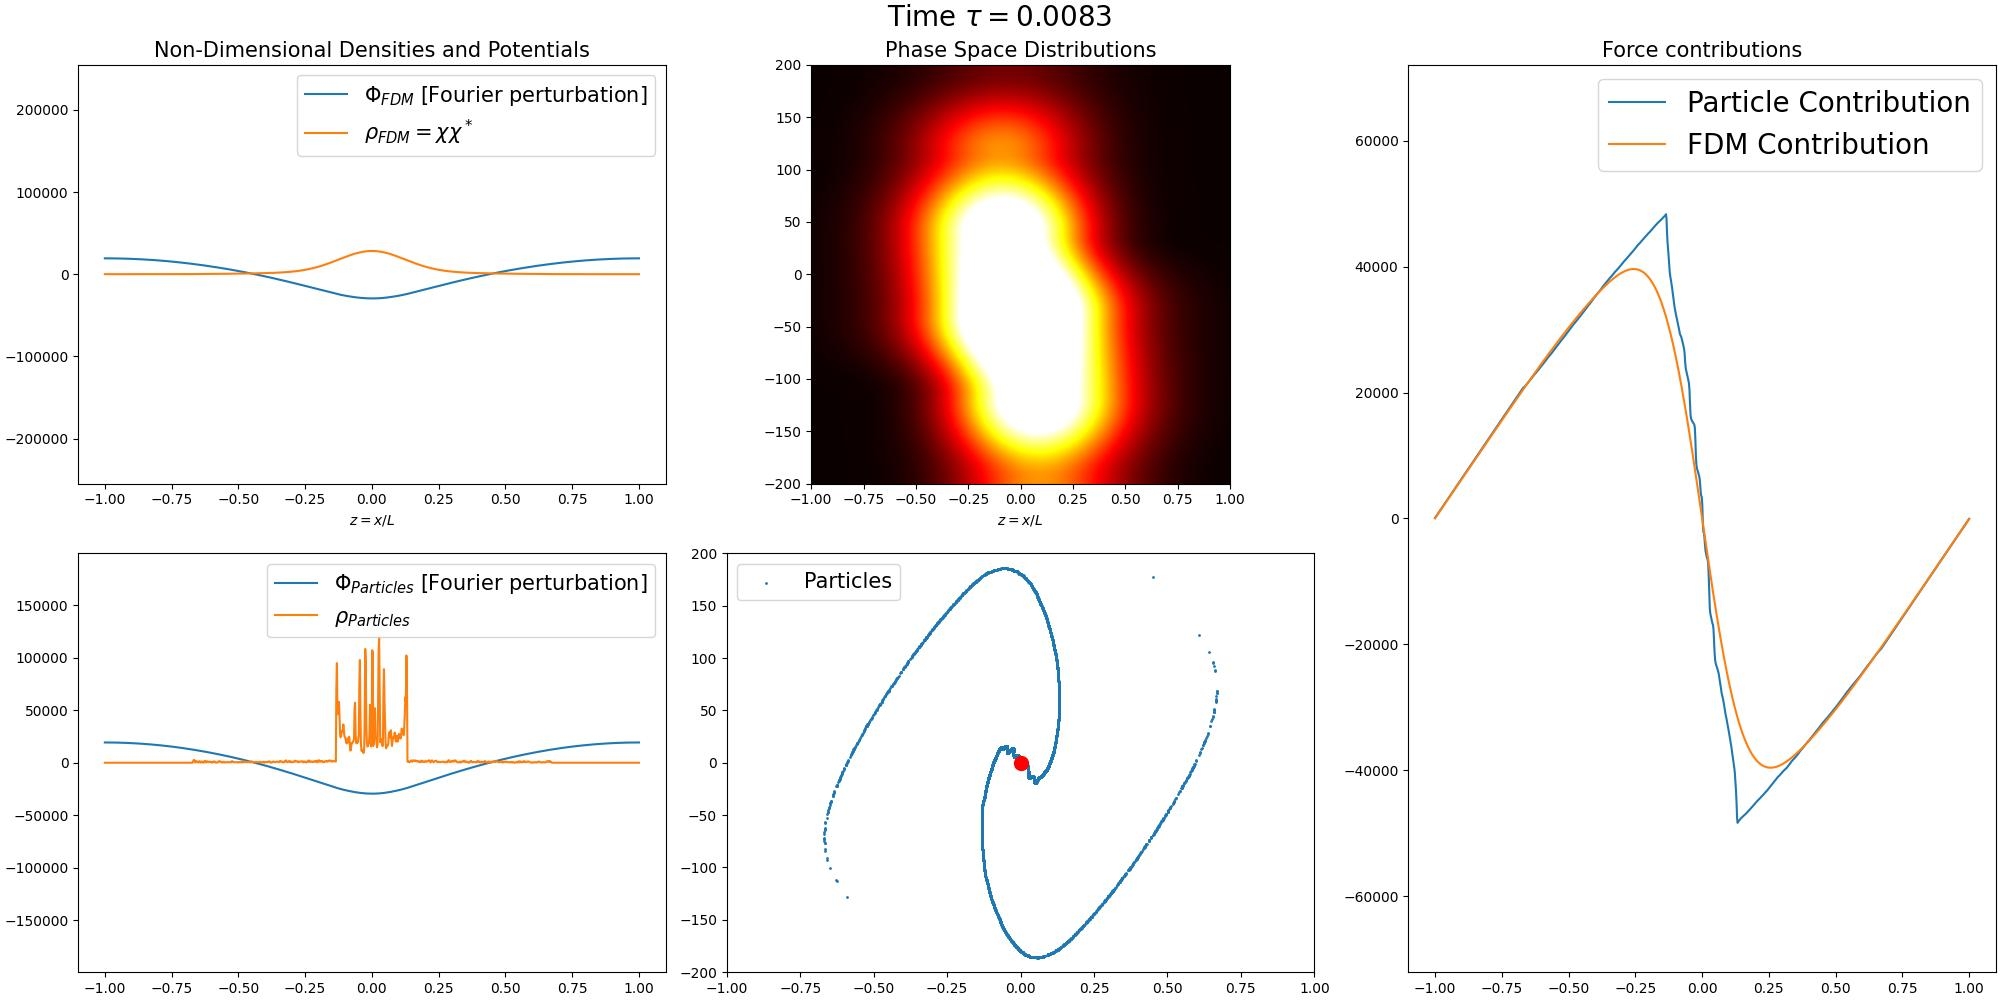 Time τ = 0.0083
Non-Dimensional Densities and Potentials
Φ_FDM [Fourier perturbation]
ρ_FDM = χχ*
200000
100000
0
−100000
−200000
−1.00 −0.75 −0.50 −0.25 0.00 0.25 0.50 0.75 1.00
z = x/L
Phase Space Distributions
200
150
100
50
0
−50
−100
−150
−200
−1.00 −0.75 −0.50 −0.25 0.00 0.25 0.50 0.75 1.00
z = x/L
Force contributions
Particle Contribution
FDM Contribution
60000
40000
20000
0
−20000
−40000
−60000
−1.00 −0.75 −0.50 −0.25 0.00 0.25 0.50 0.75 1.00
Φ_Particles [Fourier perturbation]
ρ_Particles
150000
100000
50000
0
−50000
−100000
−150000
−1.00 −0.75 −0.50 −0.25 0.00 0.25 0.50 0.75 1.00
Particles
200
150
100
50
0
−50
−100
−150
−200
−1.00 −0.75 −0.50 −0.25 0.00 0.25 0.50 0.75 1.00